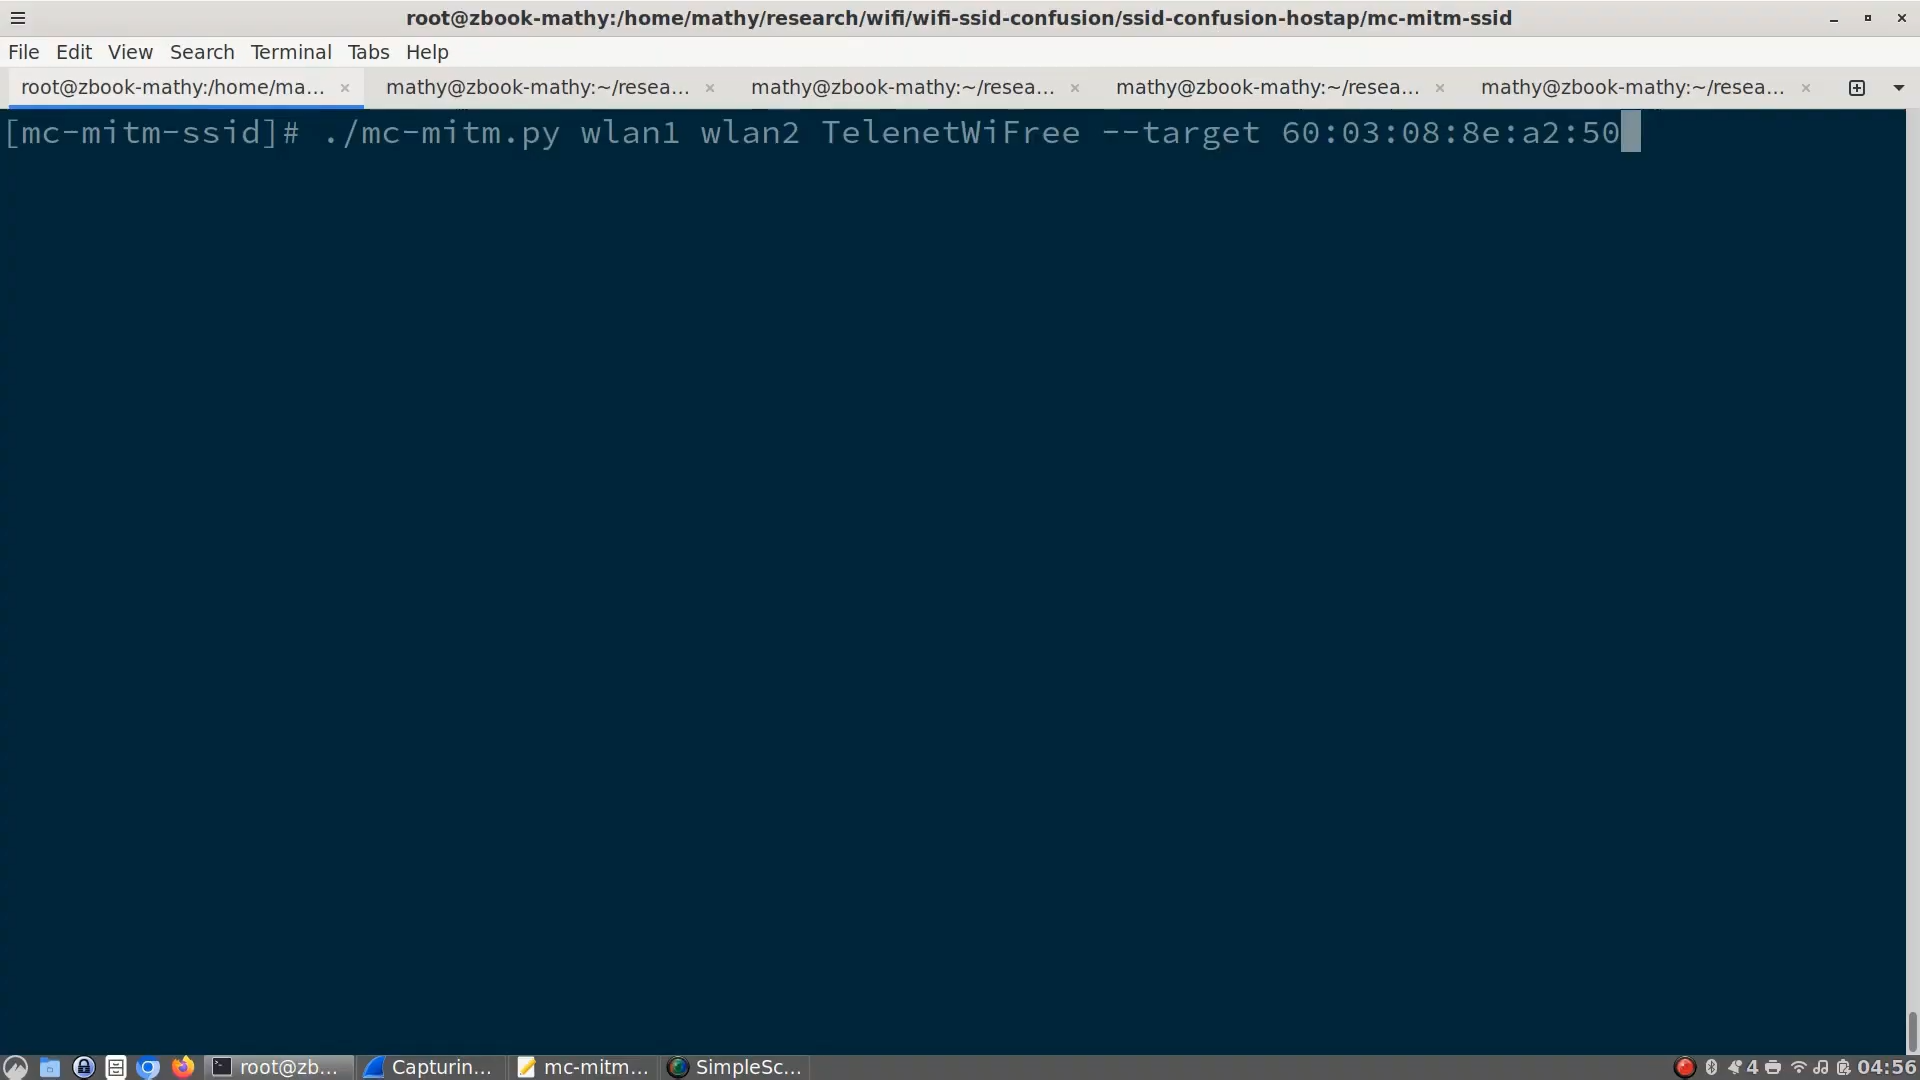 root@zbook-mathy:/home/mathy/research/wifi/wifi-ssid-confusion/ssid-confusion-hostap/mc-mitm-ssid
File Edit View Search Terminal Tabs Help
root@zbook-mathy:/home/ma... × mathy@zbook-mathy:~/resea... × mathy@zbook-mathy:~/resea... × mathy@zbook-mathy:~/resea... × mathy@zbook-mathy:~/resea... ×
[mc-mitm-ssid]# ./mc-mitm.py wlan1 wlan2 TelenetWiFree --target 60:03:08:8e:a2:50
root@zb... Capturin... mc-mitm... SimpleSc... 4 04:56